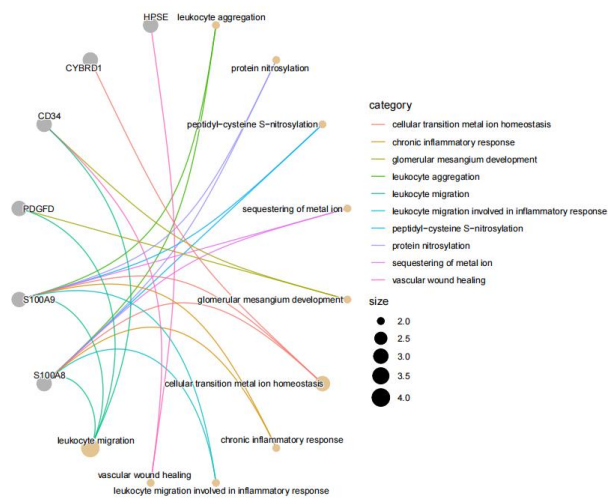 HPSE
leukocyte aggregation
CYBRD1
protein nitrosylation
CD34
peptidyl-cysteine S-nitrosylation
PDGFD
sequestering of metal ion
S100A9
glomerular mesangium development
S100A8
cellular transition metal ion homeostasis
leukocyte migration
chronic inflammatory response
vascular wound healing
leukocyte migration involved in inflammatory response
category
cellular transition metal ion homeostasis
chronic inflammatory response
glomerular mesangium development
leukocyte aggregation
leukocyte migration
leukocyte migration involved in inflammatory response
peptidyl-cysteine S-nitrosylation
protein nitrosylation
sequestering of metal ion
vascular wound healing
size
2.0
2.5
3.0
3.5
4.0